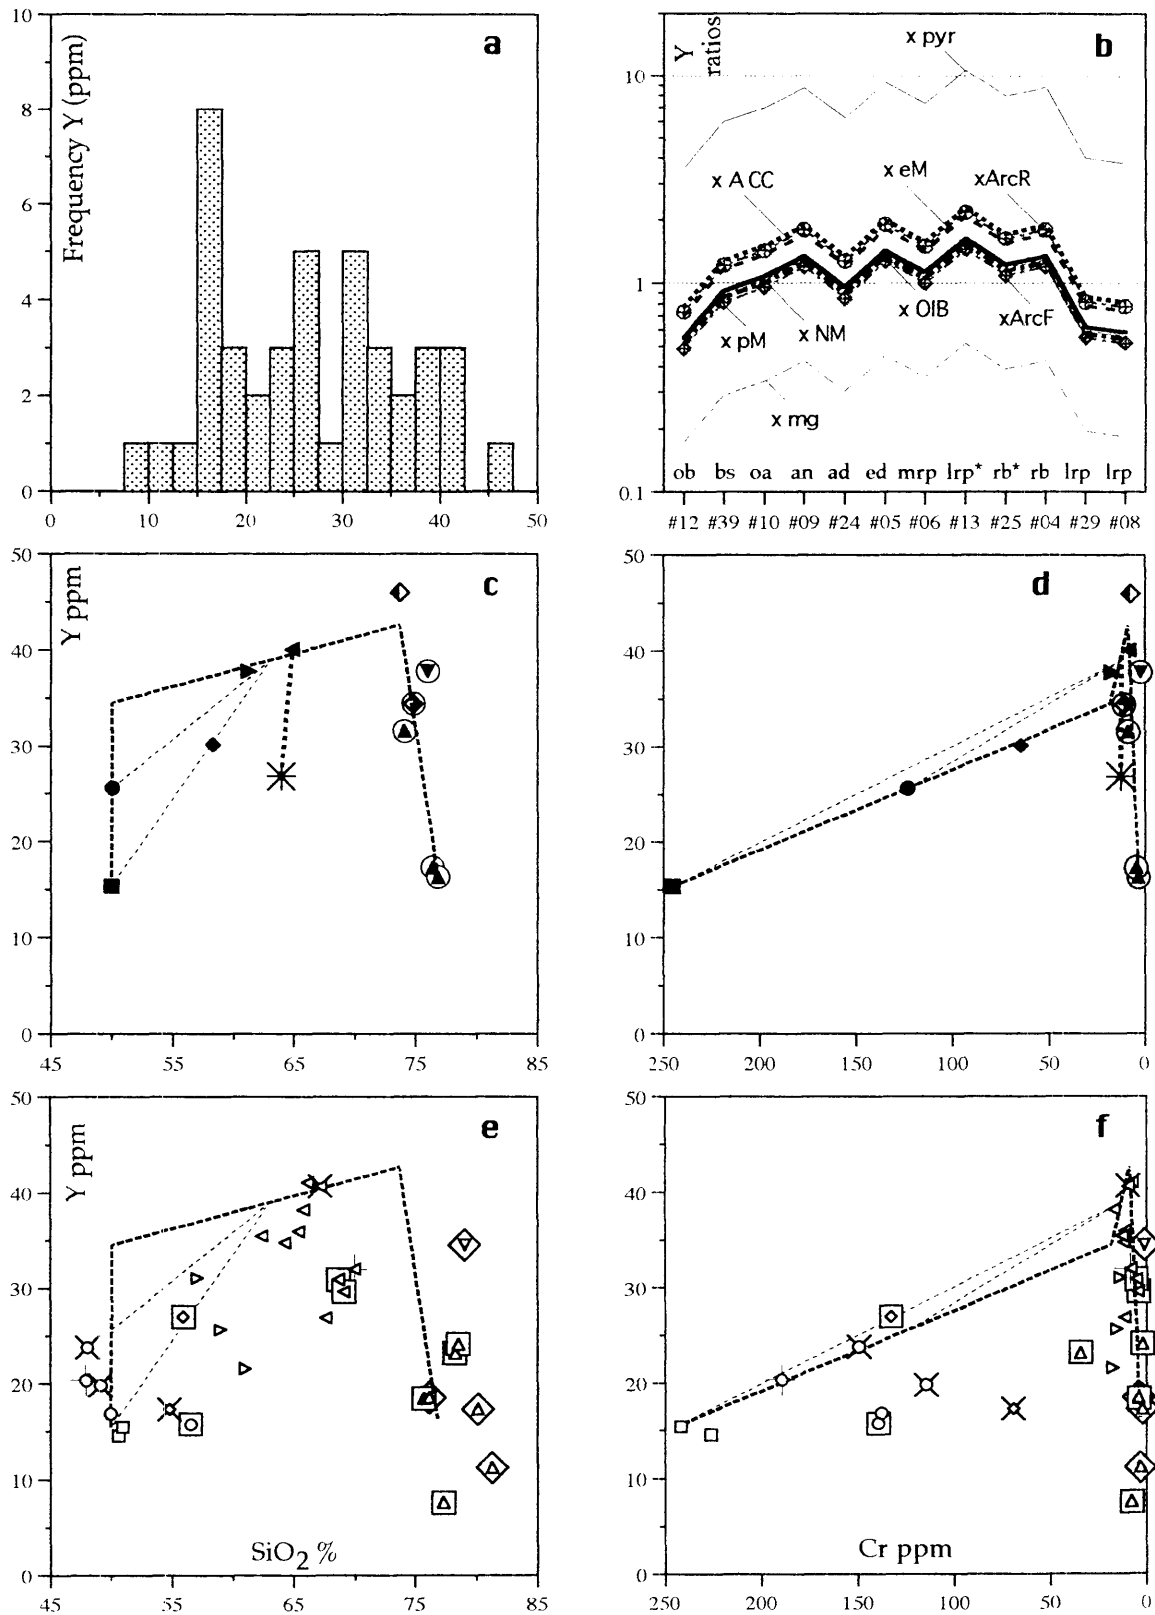 a
Frequency Y (ppm)
10
8
6
4
2
0
0 10 20 30 40 50
b
Y ratios
10
1
0.1
x pyr
x ACC
x eM
xArcR
x pM
x NM
x OIB
xArcF
x mg
ob bs oa an ad ed mrp lrp* rb* rb lrp lrp
#12 #39 #10 #09 #24 #05 #06 #13 #25 #04 #29 #08
c
Y ppm
50
40
30
20
10
0
45 55 65 75 85
d
50
40
30
20
10
0
250 200 150 100 50 0
e
Y ppm
50
40
30
20
10
0
SiO2 %
45 55 65 75 85
f
50
40
30
20
10
0
Cr ppm
250 200 150 100 50 0